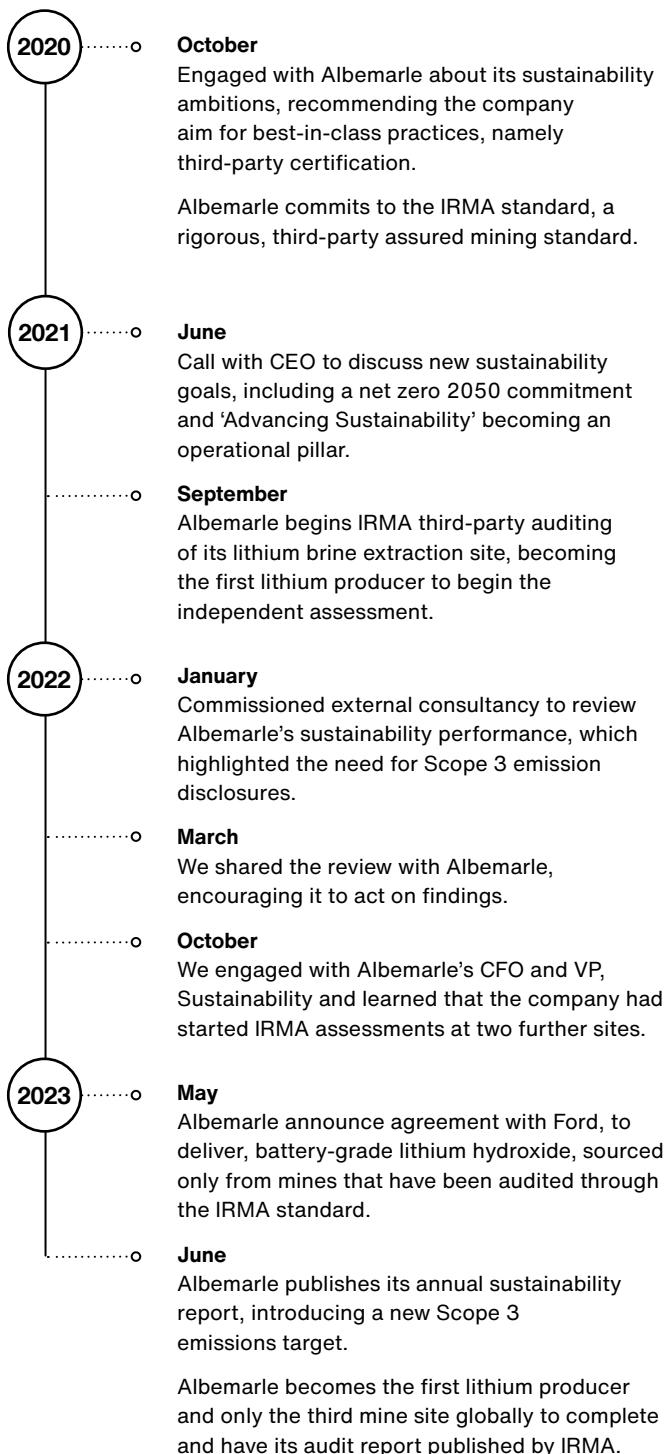 2020
October
Engaged with Albemarle about its sustainability
ambitions, recommending the company
aim for best-in-class practices, namely
third-party certification.
Albemarle commits to the IRMA standard, a
rigorous, third-party assured mining standard.
2021
June
Call with CEO to discuss new sustainability
goals, including a net zero 2050 commitment
and ‘Advancing Sustainability’ becoming an
operational pillar.
September
Albemarle begins IRMA third-party auditing
of its lithium brine extraction site, becoming
the first lithium producer to begin the
independent assessment.
2022
January
Commissioned external consultancy to review
Albemarle’s sustainability performance, which
highlighted the need for Scope 3 emission
disclosures.
March
We shared the review with Albemarle,
encouraging it to act on findings.
October
We engaged with Albemarle’s CFO and VP,
Sustainability and learned that the company had
started IRMA assessments at two further sites.
2023
May
Albemarle announce agreement with Ford, to
deliver, battery-grade lithium hydroxide, sourced
only from mines that have been audited through
the IRMA standard.
June
Albemarle publishes its annual sustainability
report, introducing a new Scope 3
emissions target.
Albemarle becomes the first lithium producer
and only the third mine site globally to complete
and have its audit report published by IRMA.